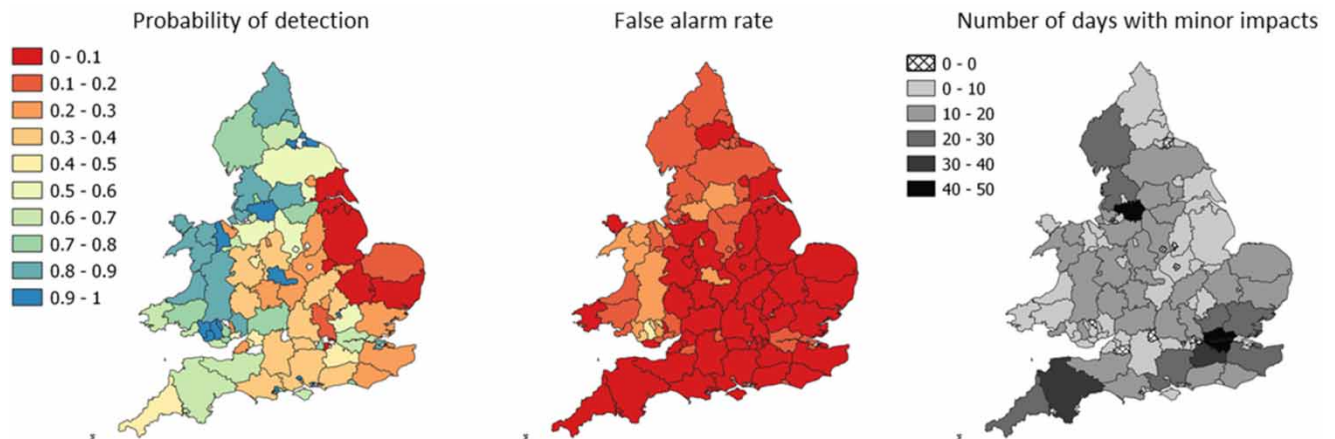 Probability of detection
0 - 0.1
0.1 - 0.2
0.2 - 0.3
0.3 - 0.4
0.4 - 0.5
0.5 - 0.6
0.6 - 0.7
0.7 - 0.8
0.8 - 0.9
0.9 - 1
False alarm rate
Number of days with minor impacts
0 - 0
0 - 10
10 - 20
20 - 30
30 - 40
40 - 50